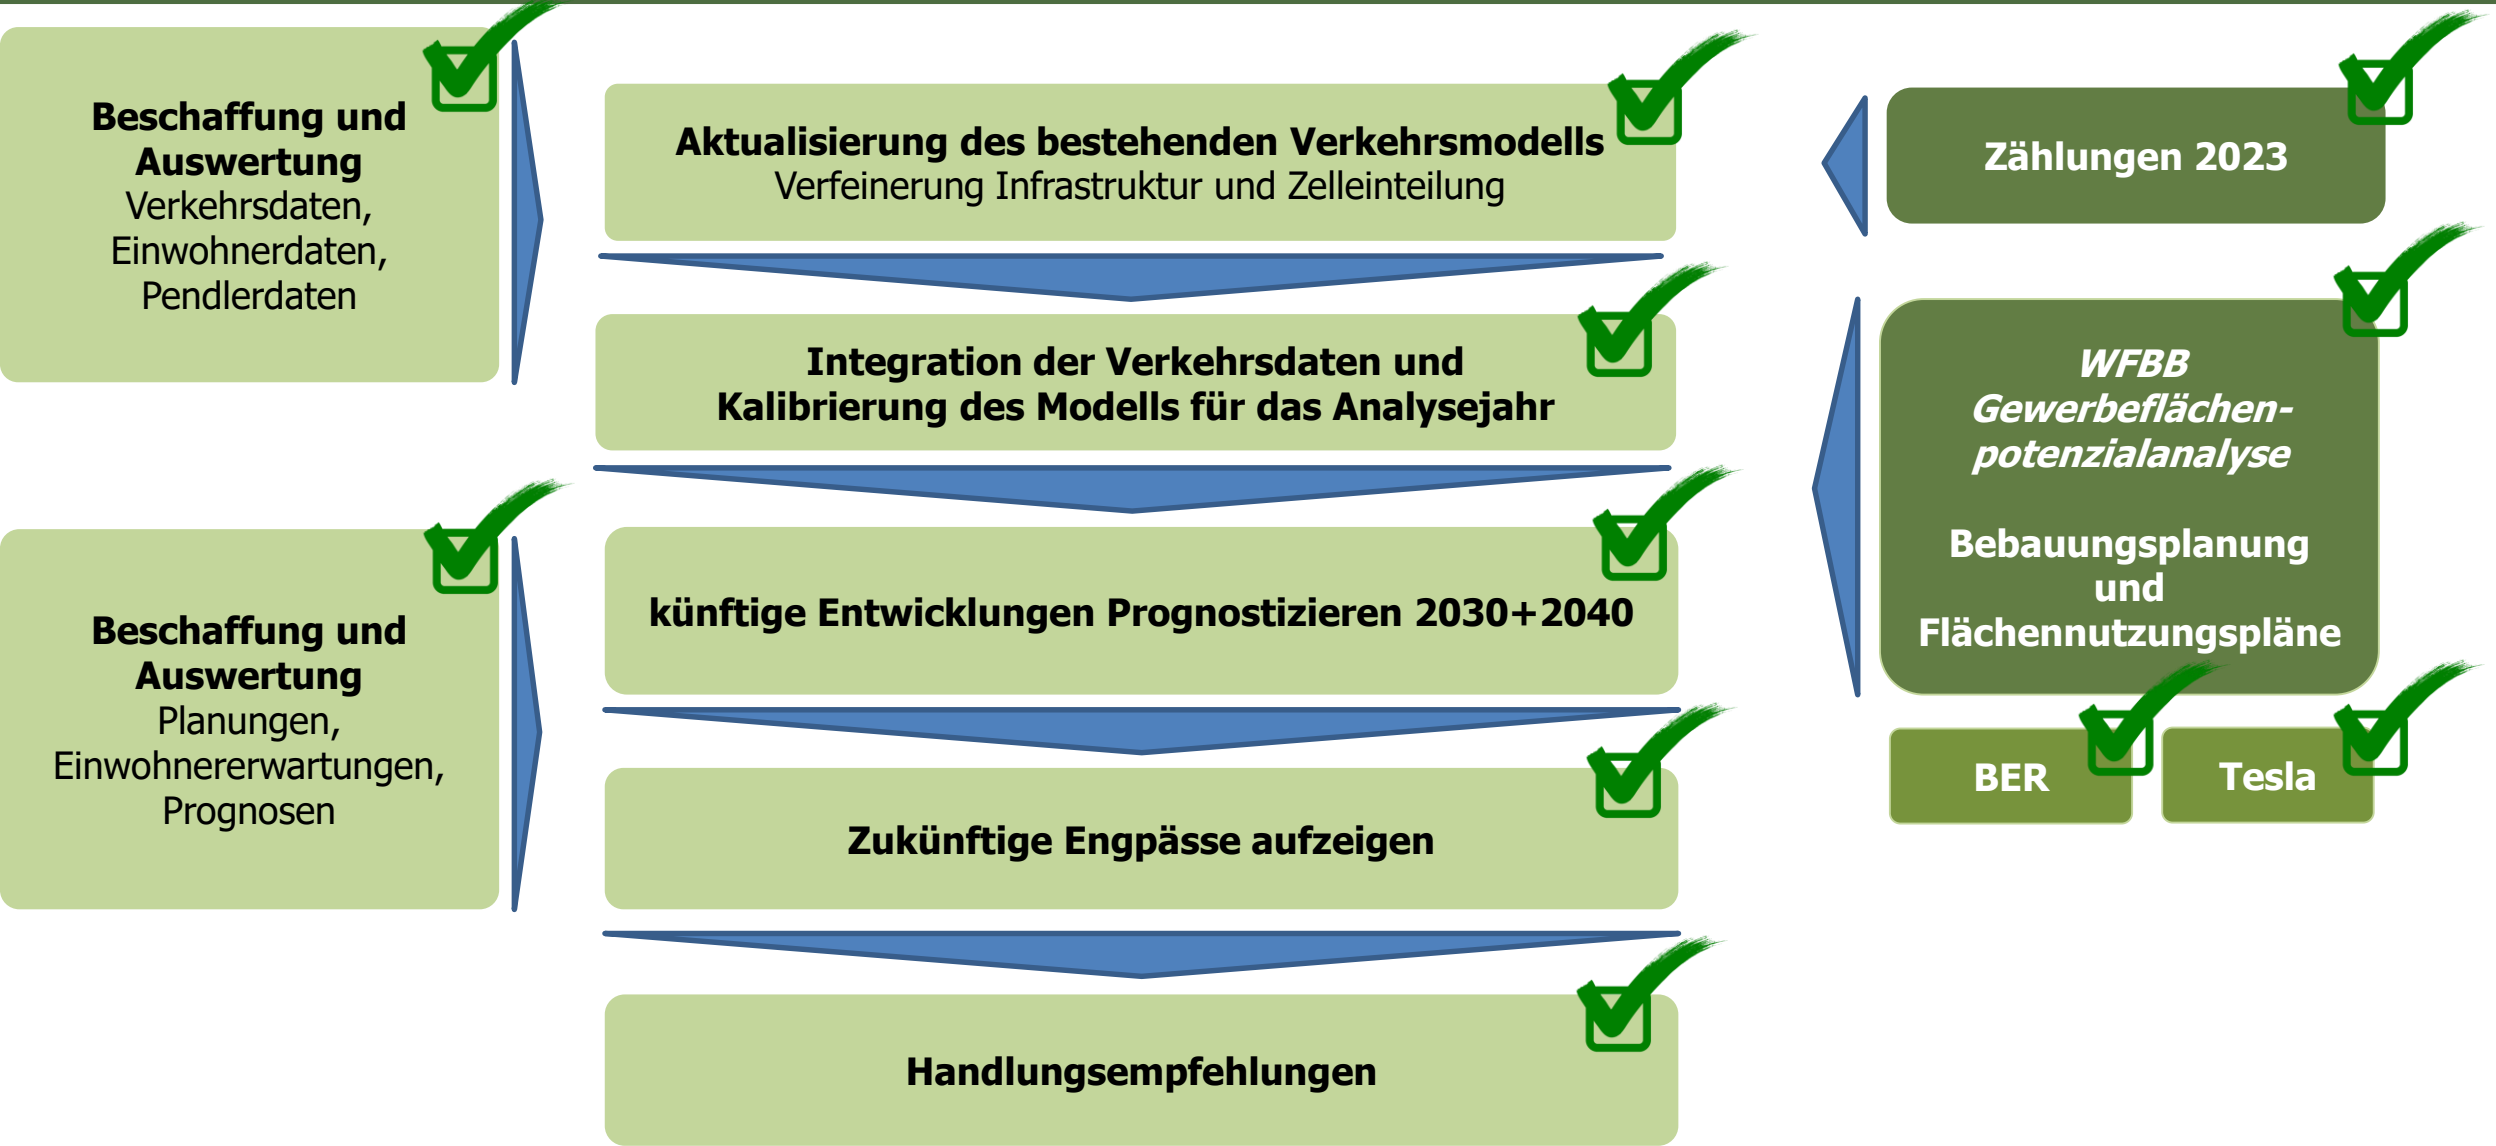 Beschaffung und
Auswertung
Verkehrsdaten,
Einwohnerdaten,
Pendlerdaten
Aktualisierung des bestehenden Verkehrsmodells
Verfeinerung Infrastruktur und Zelleinteilung
Zählungen 2023
Integration der Verkehrsdaten und
Kalibrierung des Modells für das Analysejahr
WFBB
Gewerbeflächen-
potenzialanalyse
Bebauungsplanung
und
Flächennutzungspläne
Beschaffung und
Auswertung
Planungen,
Einwohnererwartungen,
Prognosen
künftige Entwicklungen Prognostizieren 2030+2040
BER
Tesla
Zukünftige Engpässe aufzeigen
Handlungsempfehlungen